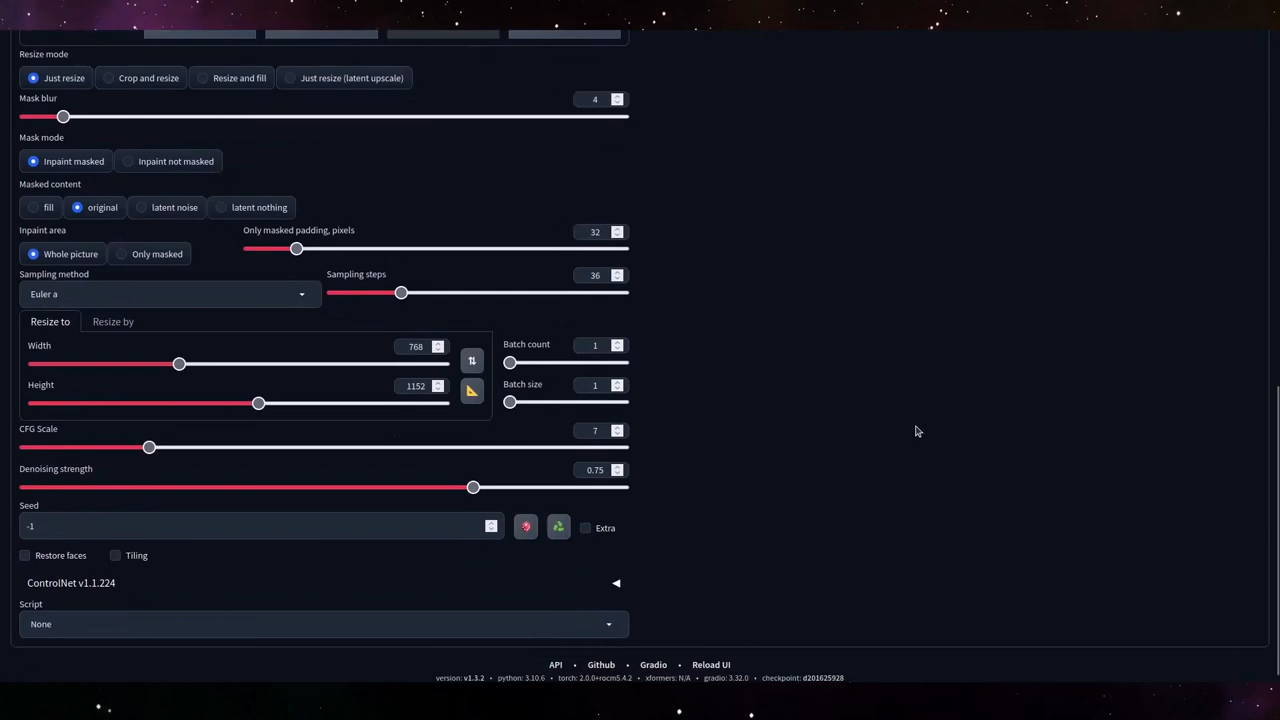 Resize mode
Just resize Crop and resize Resize and fill Just resize (latent upscale)
Mask blur 4
Mask mode
Inpaint masked Inpaint not masked
Masked content
fill original latent noise latent nothing
Inpaint area Only masked padding, pixels 32
Whole picture Only masked
Sampling method Sampling steps 36
Euler a
Resize to Resize by
Width 768 Batch count 1
Height 1152 Batch size 1
CFG Scale 7
Denoising strength 0.75
Seed
-1 Extra
Restore faces Tiling
ControlNet v1.1.224
Script
None
API • Github • Gradio • Reload UI
version: v1.3.2 • python: 3.10.6 • torch: 2.0.0+rocm5.4.2 • xformers: N/A • gradio: 3.32.0 • checkpoint: d201625928